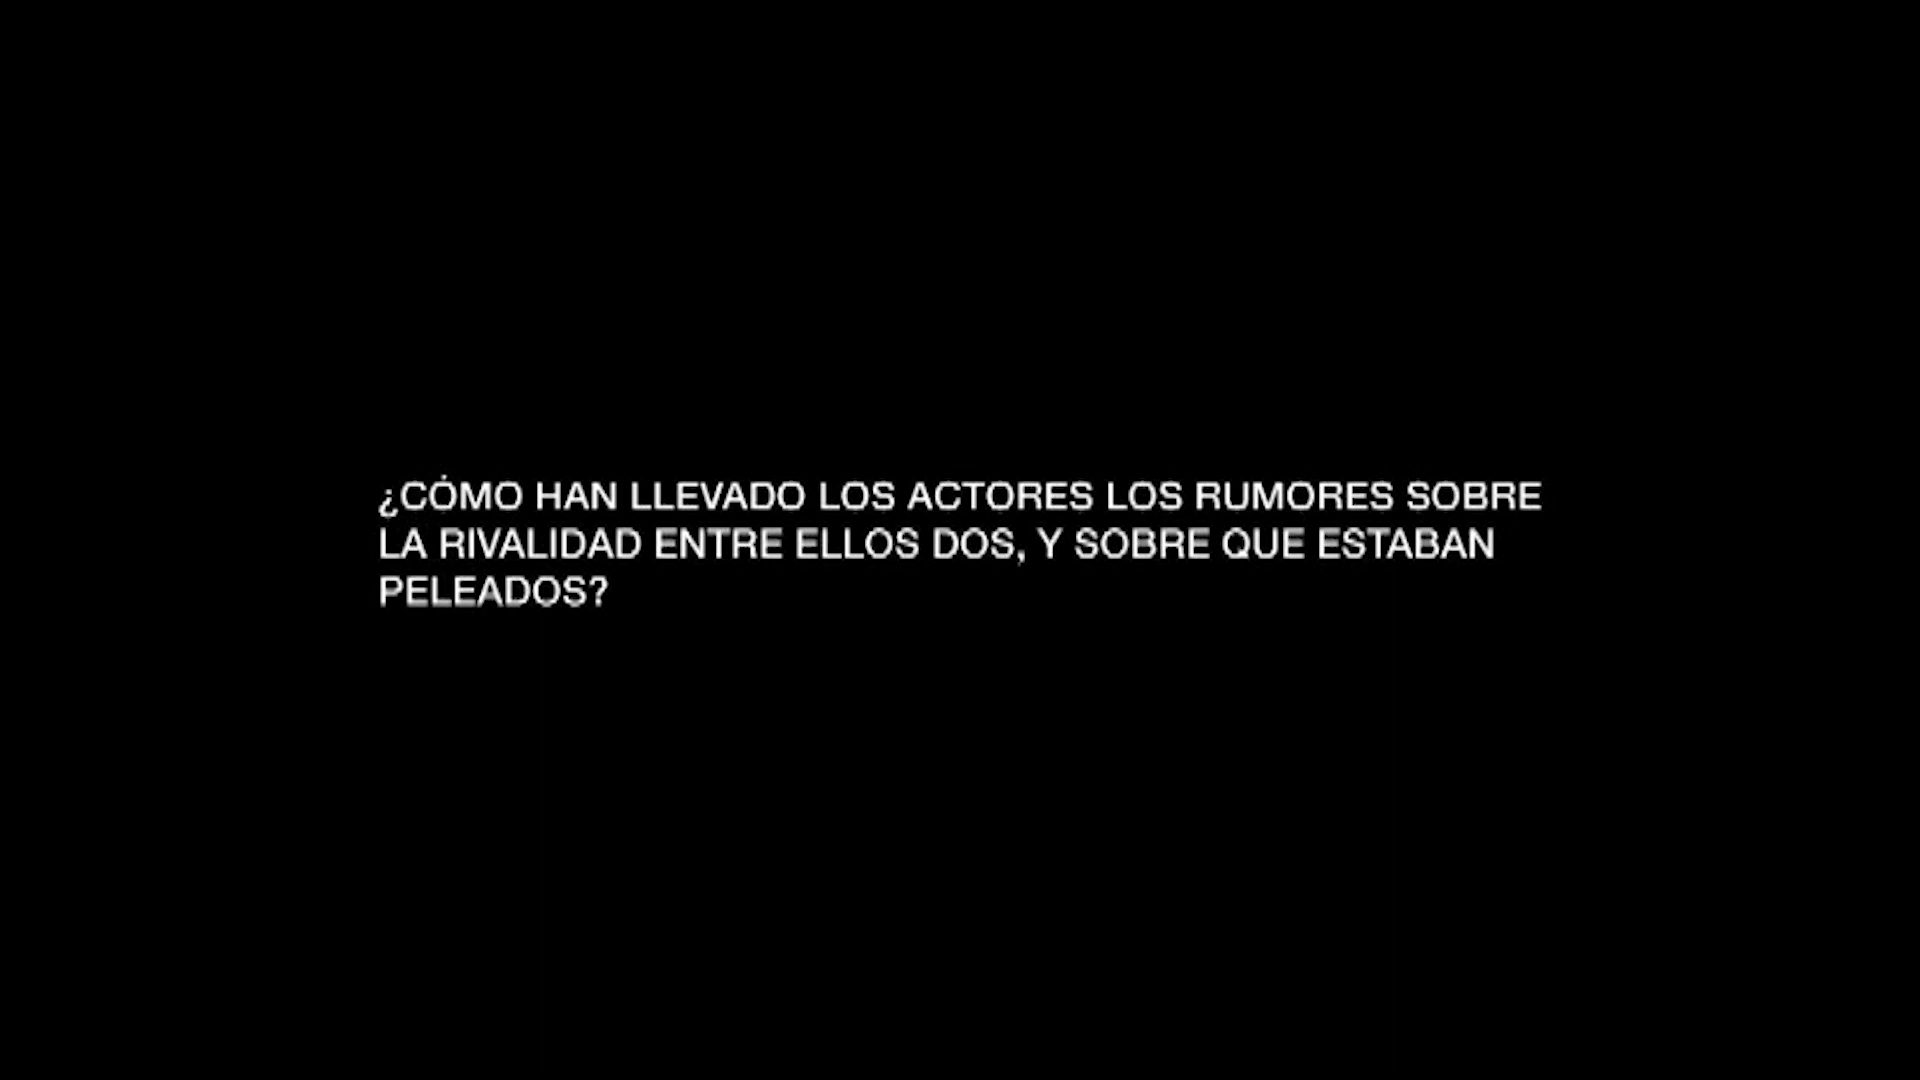 ¿CÓMO HAN LLEVADO LOS ACTORES LOS RUMORES SOBRE
LA RIVALIDAD ENTRE ELLOS DOS, Y SOBRE QUE ESTABAN
PELEADOS?